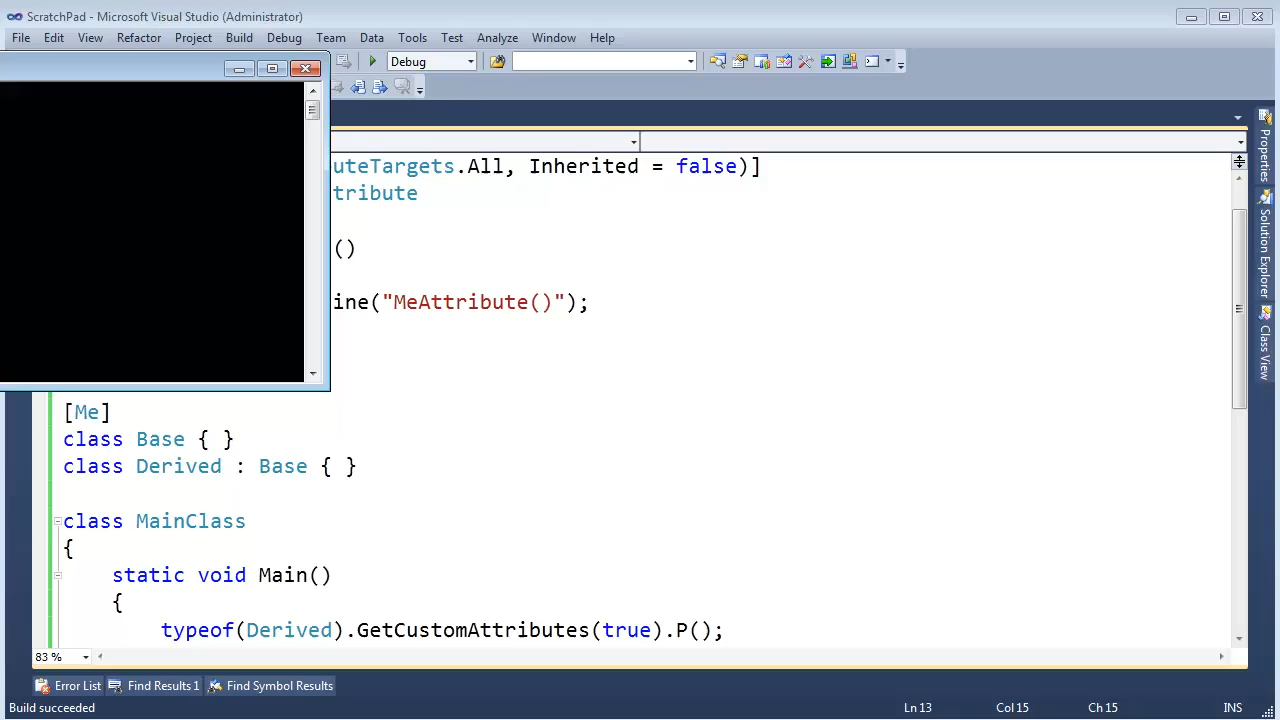 ScratchPad - Microsoft Visual Studio (Administrator)
File Edit View Refactor Project Build Debug Team Data Tools Test Analyze Window Help
Debug
uteTargets.All, Inherited = false)]
tribute
()
ine("MeAttribute()");
[Me]
class Base { }
class Derived : Base { }
class MainClass
{
static void Main()
{
typeof(Derived).GetCustomAttributes(true).P();
83 %
Error List Find Results 1 Find Symbol Results
Build succeeded Ln 13 Col 15 Ch 15 INS
Properties
Solution Explorer
Class View